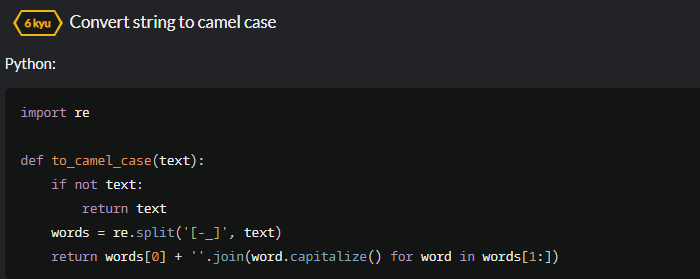 6 kyu Convert string to camel case
Python:
import re
def to_camel_case(text):
    if not text:
        return text
    words = re.split('[-_]', text)
    return words[0] + ''.join(word.capitalize() for word in words[1:])